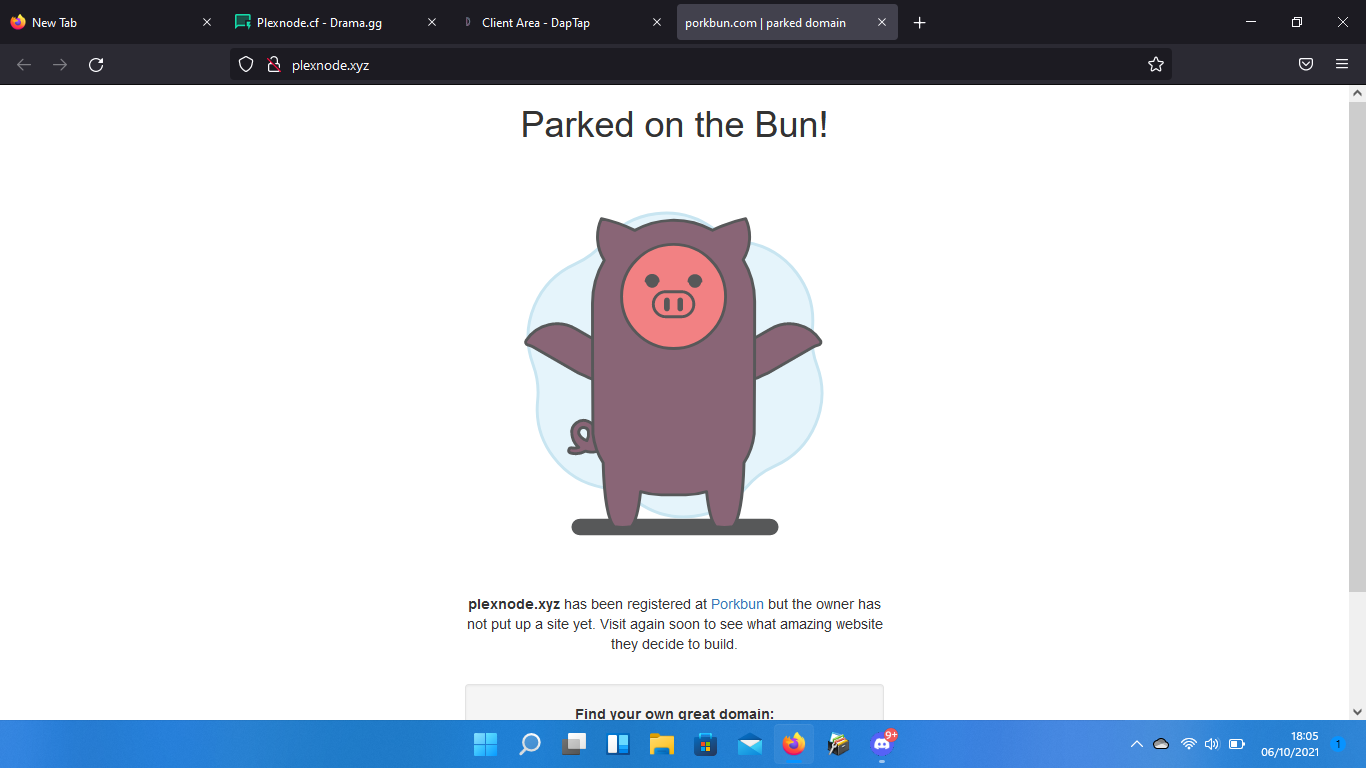 New Tab
Plexnode.cf - Drama.gg
D Client Area - DapTap
porkbun.com | parked domain
plexnode.xyz
Parked on the Bun!
plexnode.xyz has been registered at Porkbun but the owner has
not put up a site yet. Visit again soon to see what amazing website
they decide to build.
Find your own great domain:
9+
18:05
06/10/2021
1